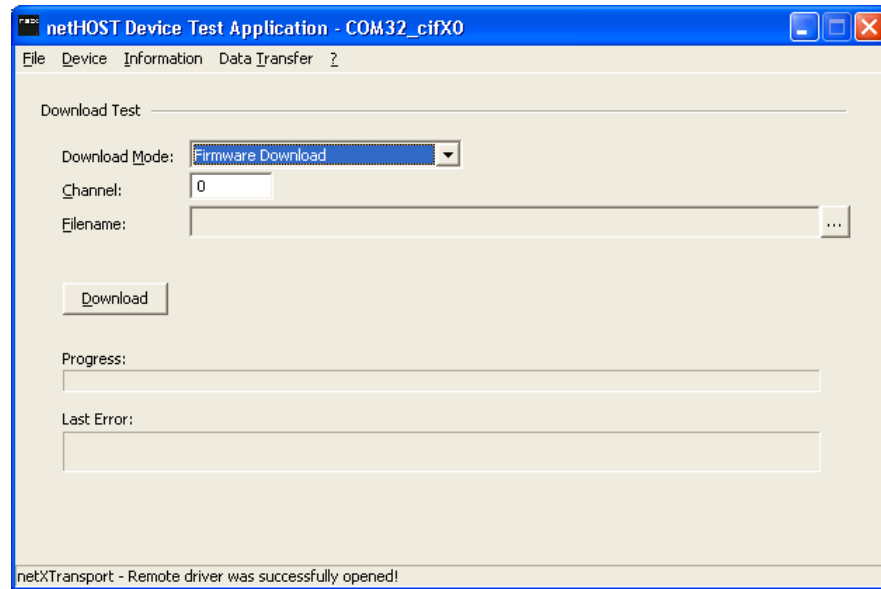 netHOST Device Test Application - COM32_cifX0
File Device Information Data Transfer ?
Download Test
Download Mode: Firmware Download
Channel: 0
Filename: ...
Download
Progress:
Last Error:
netXTransport - Remote driver was successfully opened!